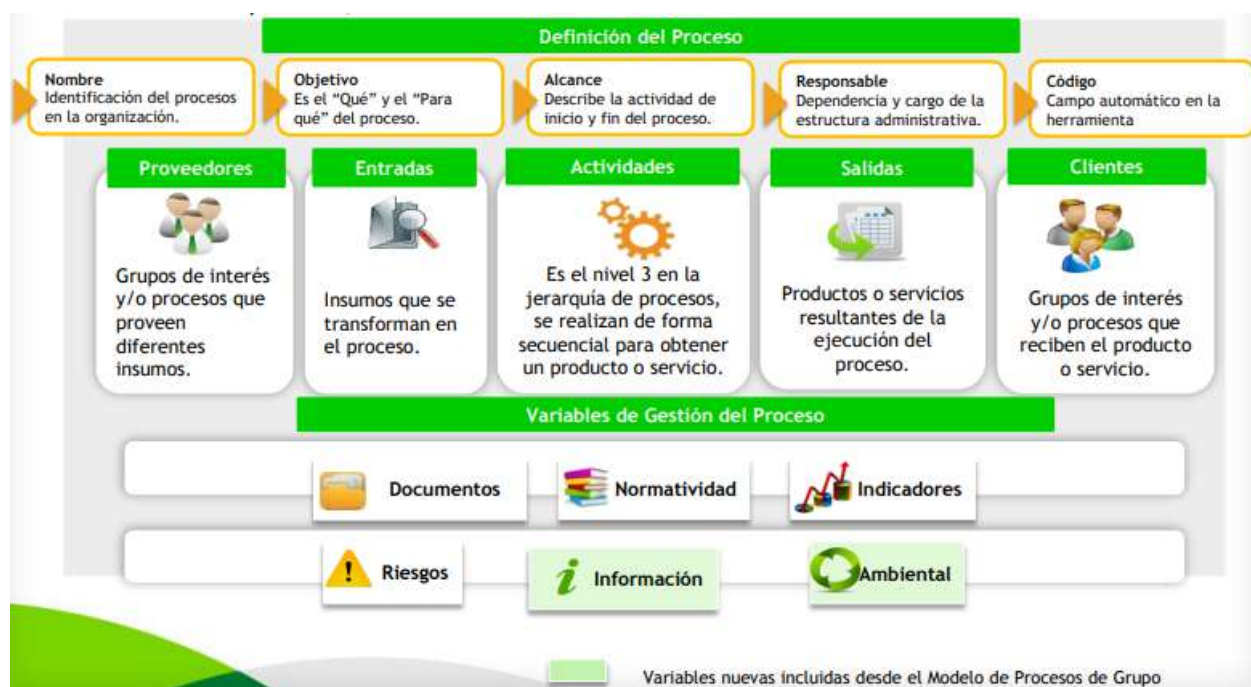 Definición del Proceso
Nombre
Identificación del procesos
en la organización.
Objetivo
Es el “Qué” y el “Para
qué” del proceso.
Alcance
Describe la actividad de
inicio y fin del proceso.
Responsable
Dependencia y cargo de la
estructura administrativa.
Código
Campo automático en la
herramienta
Proveedores
Grupos de interés
y/o procesos que
proveen
diferentes
insumos.
Entradas
Insumos que se
transforman en
el proceso.
Actividades
Es el nivel 3 en la
jerarquía de procesos,
se realizan de forma
secuencial para obtener
un producto o servicio.
Salidas
Productos o servicios
resultantes de la
ejecución del
proceso.
Clientes
Grupos de interés
y/o procesos que
reciben el producto
o servicio.
Variables de Gestión del Proceso
Documentos
Normatividad
Indicadores
Riesgos
Información
Ambiental
Variables nuevas incluidas desde el Modelo de Procesos de Grupo